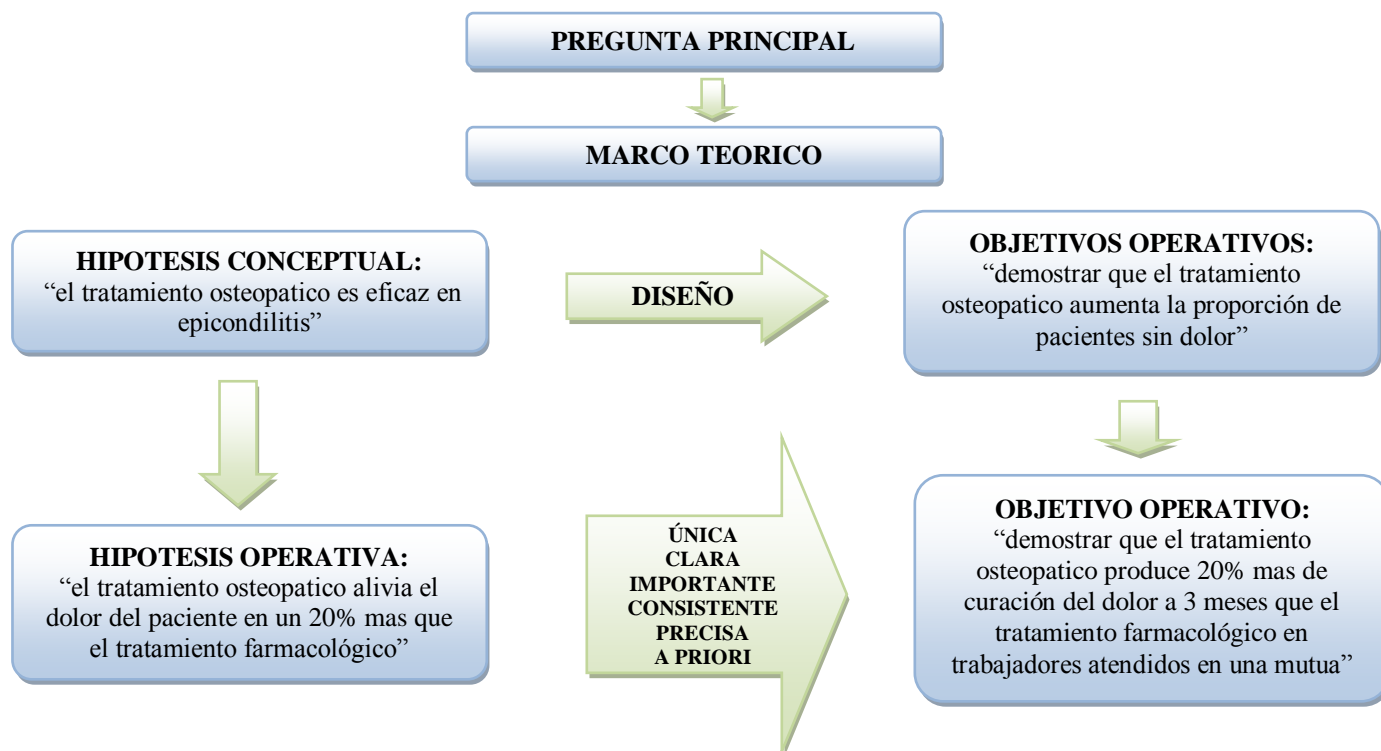 PREGUNTA PRINCIPAL
MARCO TEORICO
HIPOTESIS CONCEPTUAL:
“el tratamiento osteopatico es eficaz en
epicondilitis”
DISEÑO
OBJETIVOS OPERATIVOS:
“demostrar que el tratamiento
osteopatico aumenta la proporción de
pacientes sin dolor”
HIPOTESIS OPERATIVA:
“el tratamiento osteopatico alivia el
dolor del paciente en un 20% mas que
el tratamiento farmacológico”
ÚNICA
CLARA
IMPORTANTE
CONSISTENTE
PRECISA
A PRIORI
OBJETIVO OPERATIVO:
“demostrar que el tratamiento
osteopatico produce 20% mas de
curación del dolor a 3 meses que el
tratamiento farmacológico en
trabajadores atendidos en una mutua”